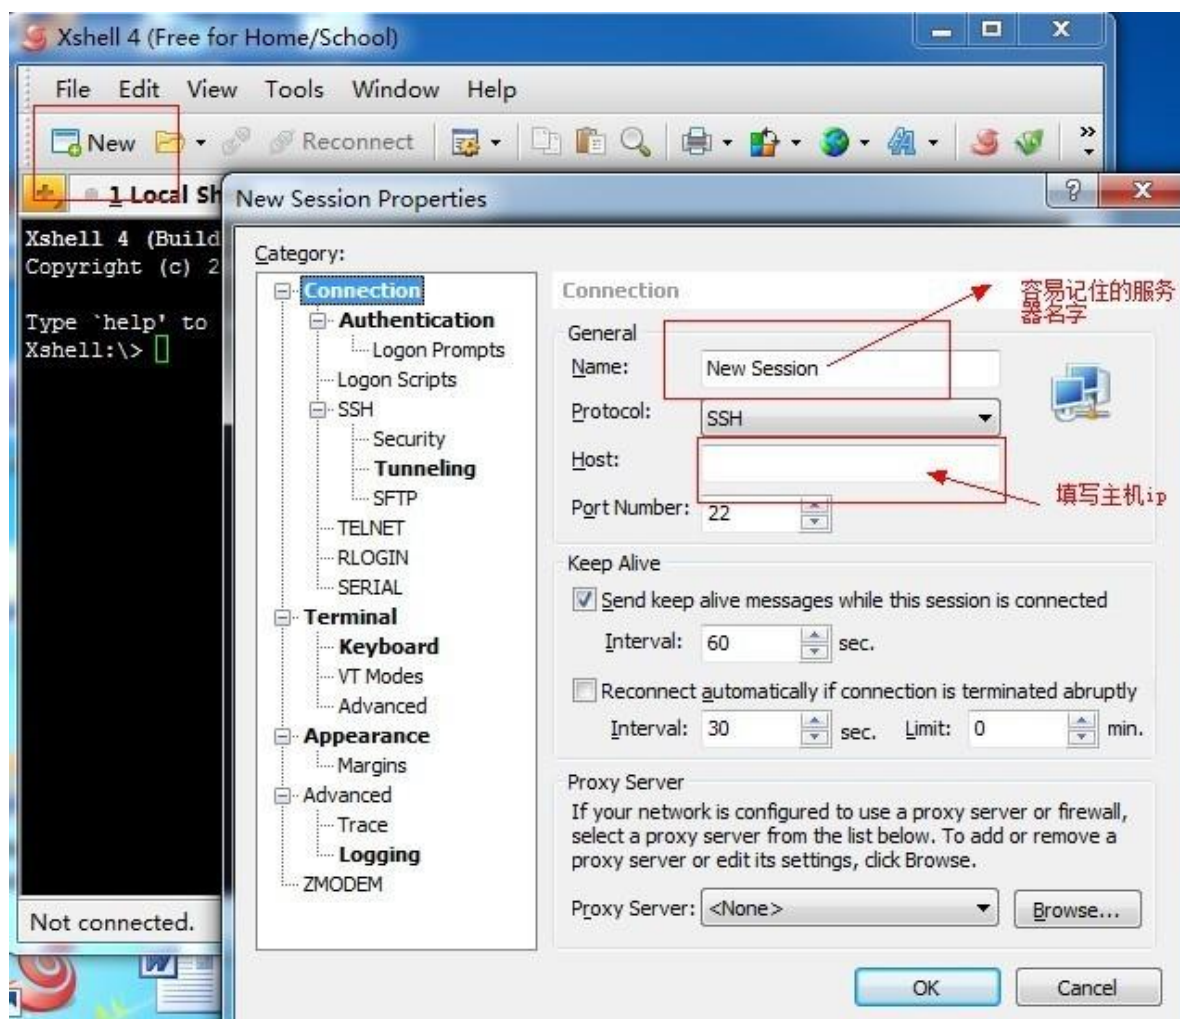 Xshell 4 (Free for Home/School)
File Edit View Tools Window Help
New Reconnect
1 Local Sh
Xshell 4 (Build
Copyright (c) 2
Type `help' to
Xshell:\>
Not connected.
New Session Properties
Category:
Connection
Authentication
Logon Prompts
Logon Scripts
SSH
Security
Tunneling
SFTP
TELNET
RLOGIN
SERIAL
Terminal
Keyboard
VT Modes
Advanced
Appearance
Margins
Advanced
Trace
Logging
ZMODEM
Connection
容易记住的服务
器名字
General
Name: New Session
Protocol: SSH
Host:
填写主机ip
Port Number: 22
Keep Alive
Send keep alive messages while this session is connected
Interval: 60 sec.
Reconnect automatically if connection is terminated abruptly
Interval: 30 sec. Limit: 0 min.
Proxy Server
If your network is configured to use a proxy server or firewall,
select a proxy server from the list below. To add or remove a
proxy server or edit its settings, click Browse.
Proxy Server: <None> Browse...
OK Cancel